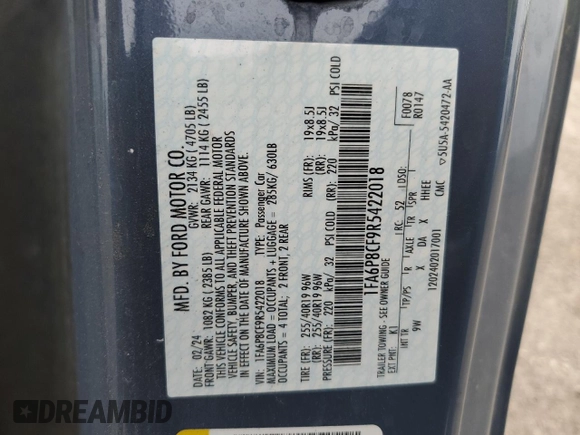 MFD. BY FORD MOTOR CO.
DATE: 02/24 GVWR: 2134 KG ( 4705 LB)
FRONT GAWR: 1082 KG ( 2385 LB) REAR GAWR: 1114 KG ( 2455 LB)
THIS VEHICLE CONFORMS TO ALL APPLICABLE FEDERAL MOTOR
VEHICLE SAFETY, BUMPER, AND THEFT PREVENTION STANDARDS
IN EFFECT ON THE DATE OF MANUFACTURE SHOWN ABOVE.
VIN: 1FA6P8CF9R5422018 TYPE: Passenger Car
MAXIMUM LOAD = OCCUPANTS + LUGGAGE = 285KG/ 630LB
OCCUPANTS = 4 TOTAL: 2 FRONT, 2 REAR
TIRE (FR): 255/40R19 96W RIMS (FR): 19x8.5J
(RR): 255/40R19 96W (RR): 19x8.5J
PRESSURE (FR): 220 kPa/ 32 PSI COLD (RR): 220 kPa/ 32 PSI COLD
1FA6P8CF9R5422018
F0078
R0147
TRAILER TOWING - SEE OWNER GUIDE
EXT PNT: K1 RC: 52 DSO:
INT TR TP/PS R AXLE TR SPR
9W X DA X HHEE
1202402017001 CMC
5U5A-5420472-AA
DREAMBID